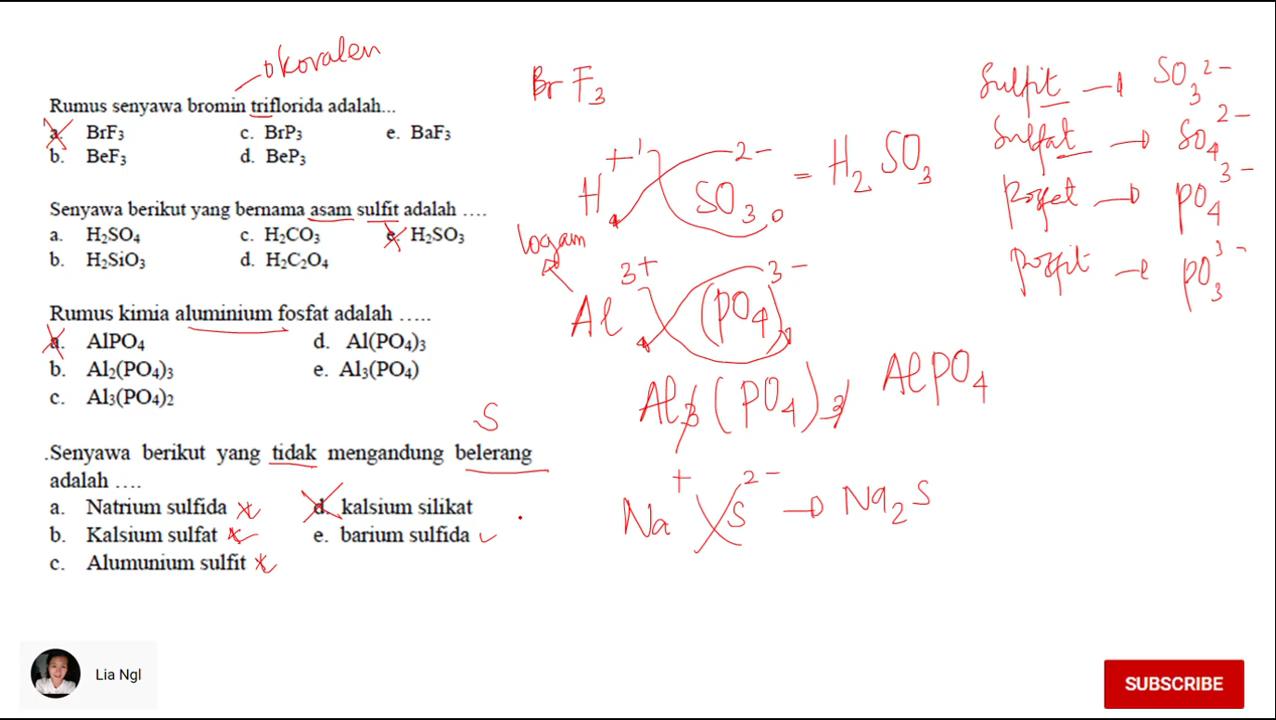 kovalen
Rumus senyawa bromin triflorida adalah...
a. BrF₃ c. BrP₃ e. BaF₃
b. BeF₃ d. BeP₃
Senyawa berikut yang bernama asam sulfit adalah ….
a. H₂SO₄ c. H₂CO₃ e. H₂SO₃
b. H₂SiO₃ d. H₂C₂O₄
Rumus kimia aluminium fosfat adalah …..
a. AlPO₄ d. Al(PO₄)₃
b. Al₂(PO₄)₃ e. Al₃(PO₄)
c. Al₃(PO₄)₂
S
.Senyawa berikut yang tidak mengandung belerang
adalah ….
a. Natrium sulfida d. kalsium silikat
b. Kalsium sulfat e. barium sulfida
c. Alumunium sulfit
BrF₃
H⁺¹ SO₃²⁻ = H₂SO₃
logam
Al³⁺ (PO₄)³⁻
Al₃(PO₄)₃ AlPO₄
Na⁺ S²⁻ → Na₂S
Sulfit → SO₃²⁻
Sulfat → SO₄²⁻
→ PO₄³⁻
→ PO₃³⁻
Lia Ngl
SUBSCRIBE